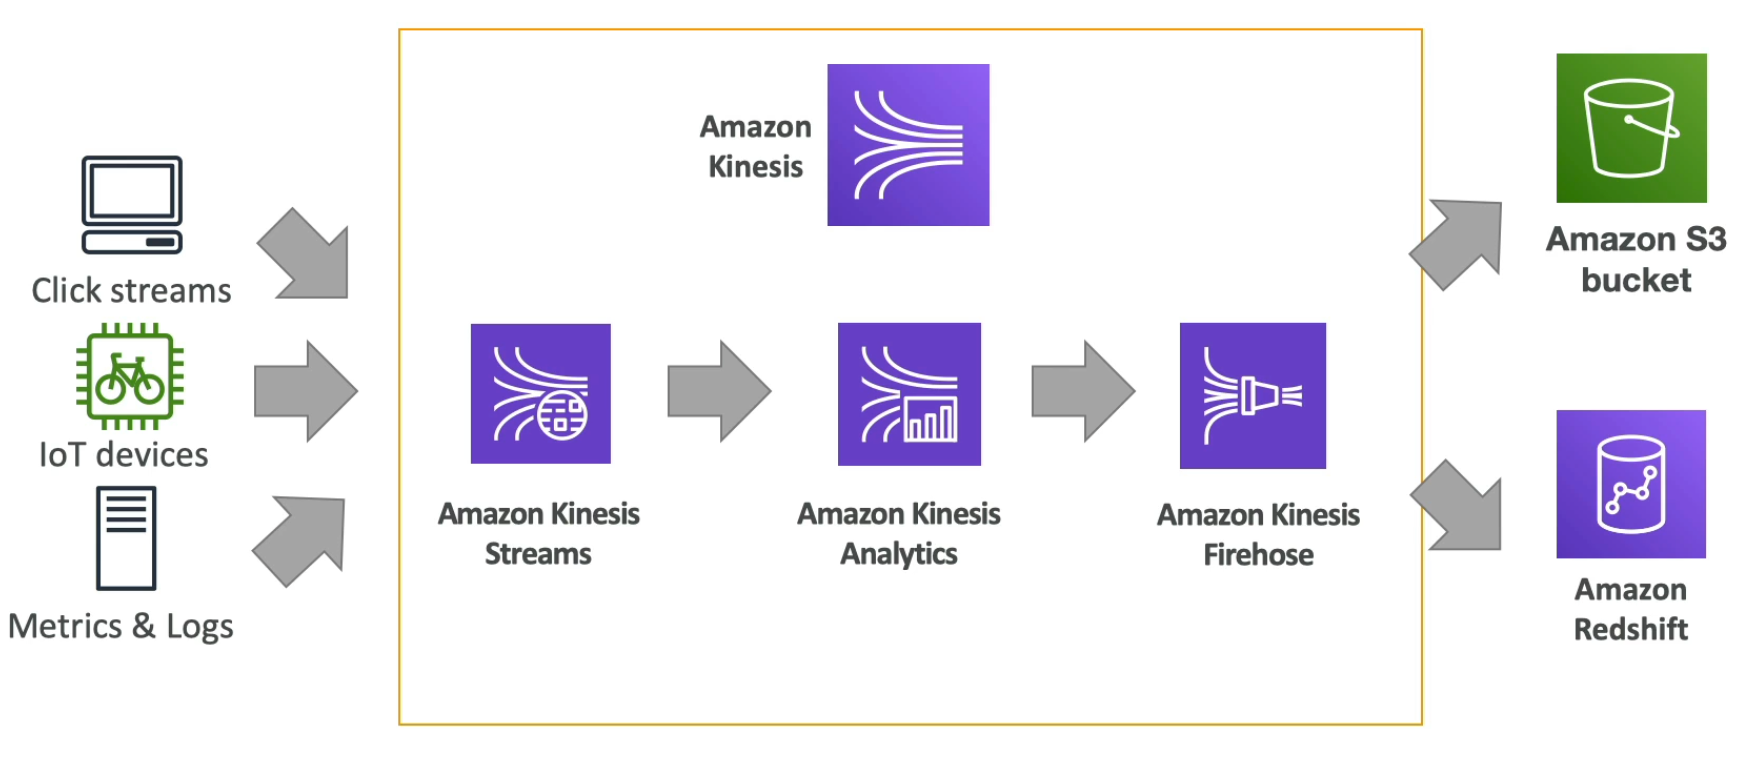 Amazon
Kinesis
Click streams
IoT devices
Metrics & Logs
Amazon Kinesis
Streams
Amazon Kinesis
Analytics
Amazon Kinesis
Firehose
Amazon S3
bucket
Amazon
Redshift